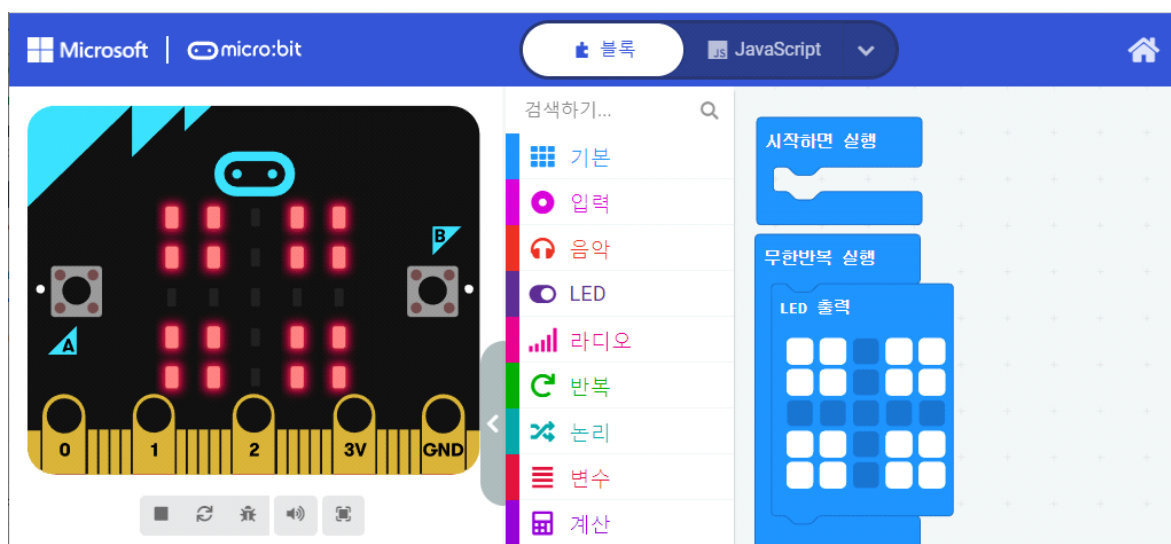 Microsoft
micro:bit
블록
JS JavaScript
B
A
0 1 2 3V GND
검색하기...
기본
입력
음악
LED
라디오
반복
논리
변수
계산
시작하면 실행
무한반복 실행
LED 출력